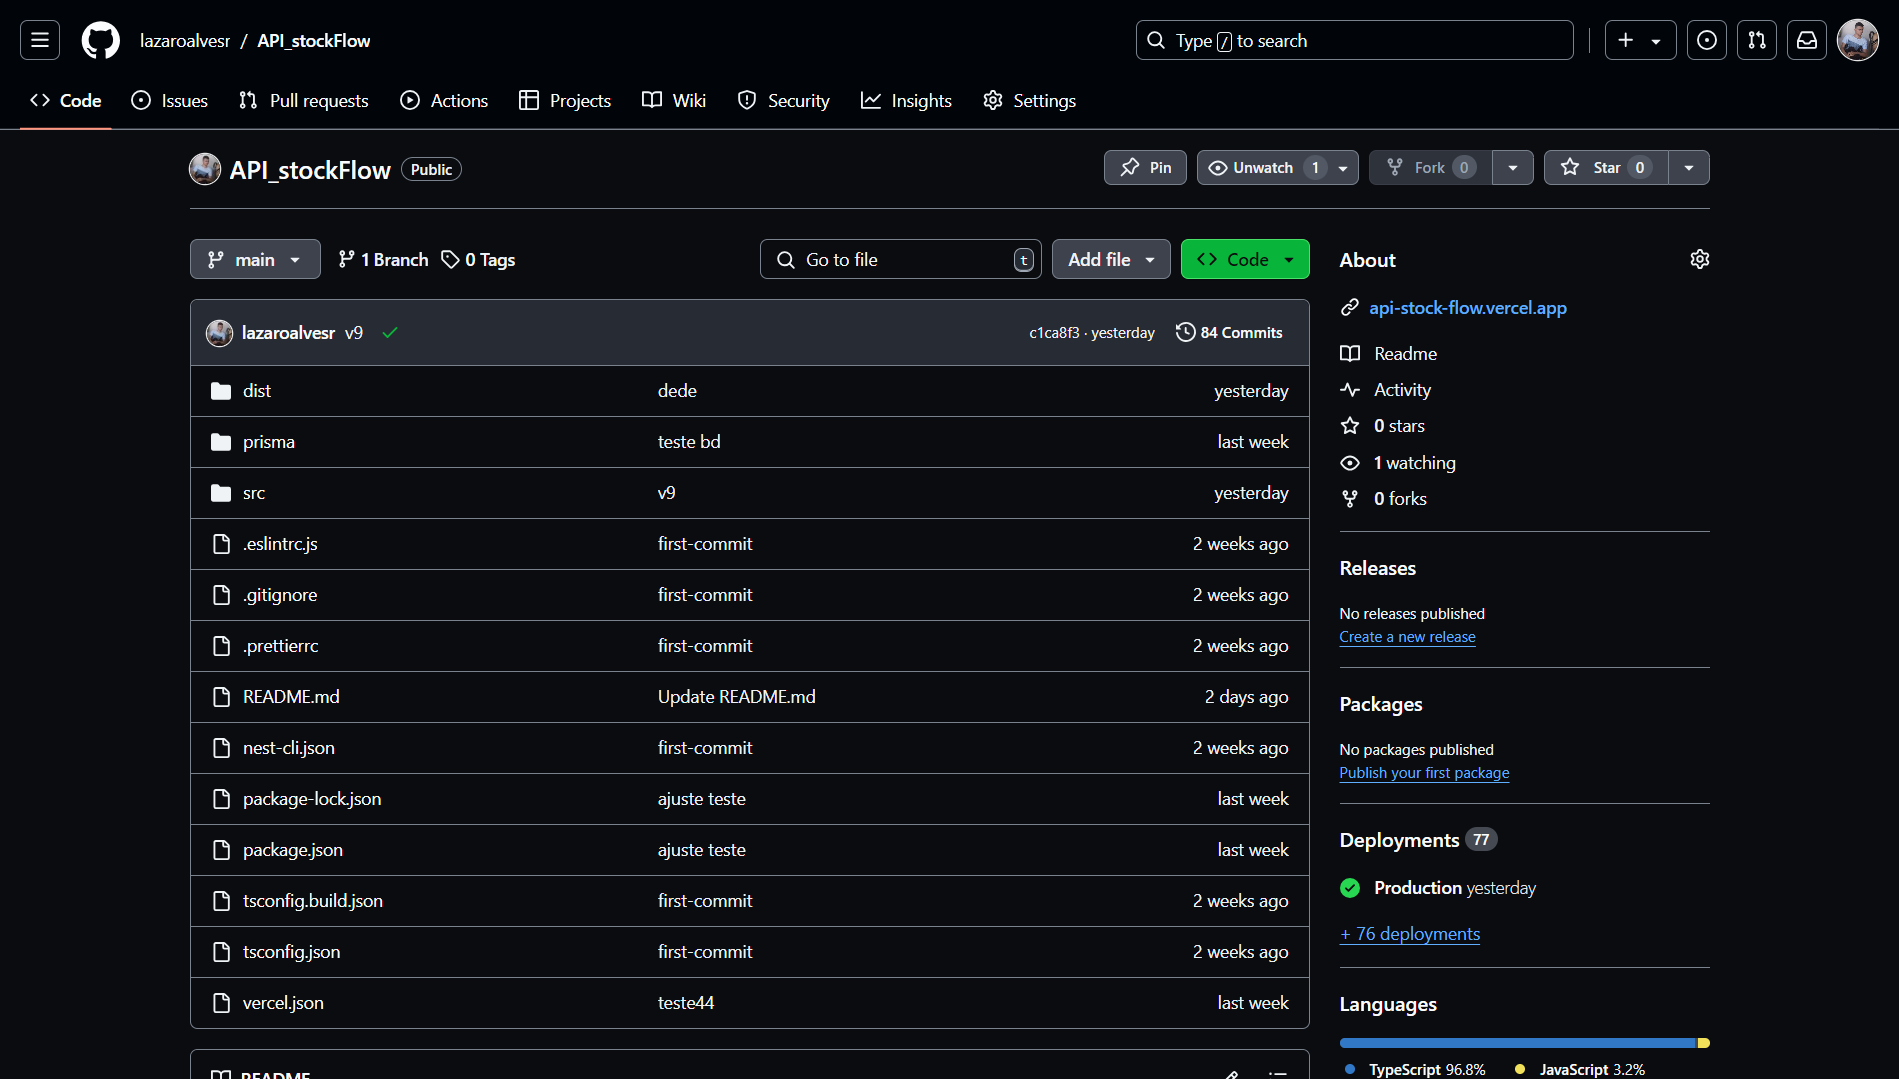 lazaroalvesr / API_stockFlow
Type / to search
Code Issues Pull requests Actions Projects Wiki Security Insights Settings
API_stockFlow Public
Pin Unwatch 1 Fork 0 Star 0
main 1 Branch 0 Tags Go to file t Add file Code
lazaroalvesr v9 c1ca8f3 · yesterday 84 Commits
dist dede yesterday
prisma teste bd last week
src v9 yesterday
.eslintrc.js first-commit 2 weeks ago
.gitignore first-commit 2 weeks ago
.prettierrc first-commit 2 weeks ago
README.md Update README.md 2 days ago
nest-cli.json first-commit 2 weeks ago
package-lock.json ajuste teste last week
package.json ajuste teste last week
tsconfig.build.json first-commit 2 weeks ago
tsconfig.json first-commit 2 weeks ago
vercel.json teste44 last week
README
About
api-stock-flow.vercel.app
Readme
Activity
0 stars
1 watching
0 forks
Releases
No releases published
Create a new release
Packages
No packages published
Publish your first package
Deployments 77
Production yesterday
+ 76 deployments
Languages
TypeScript 96.8% JavaScript 3.2%